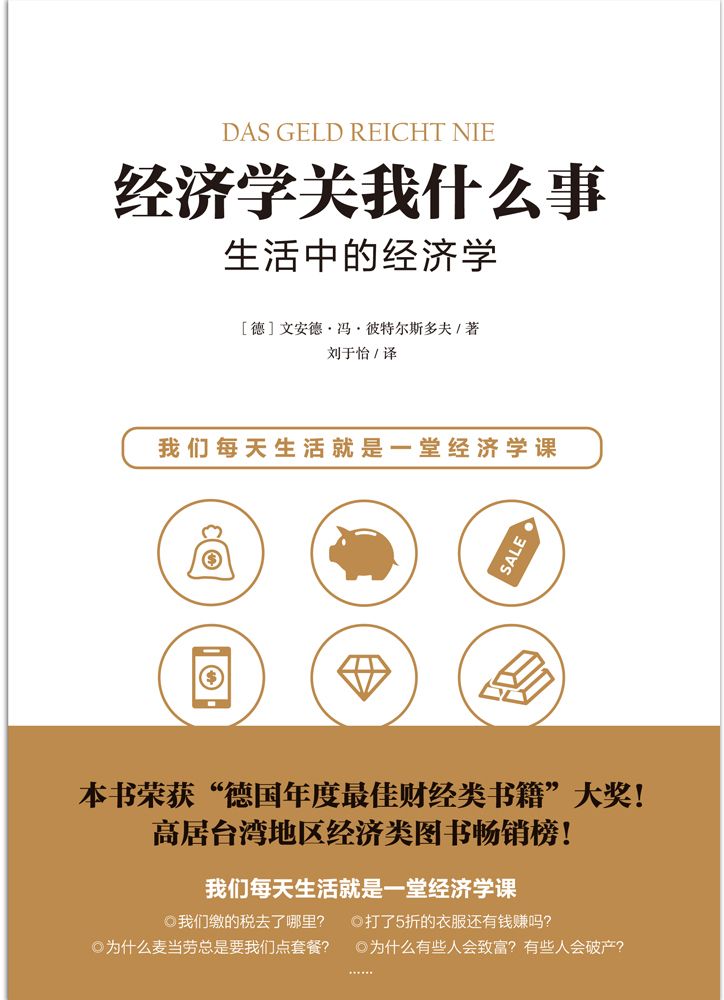 DAS GELD REICHT NIE
经济学关我什么事
生活中的经济学
［德］文安德·冯·彼特尔斯多夫 / 著
刘于怡 / 译
我们每天生活就是一堂经济学课
$
SALE
$
本书荣获“德国年度最佳财经类书籍”大奖！
高居台湾地区经济类图书畅销榜！
我们每天生活就是一堂经济学课
◎我们缴的税去了哪里？ ◎打了5折的衣服还有钱赚吗？
◎为什么麦当劳总是要我们点套餐？ ◎为什么有些人会致富？有些人会破产？
……